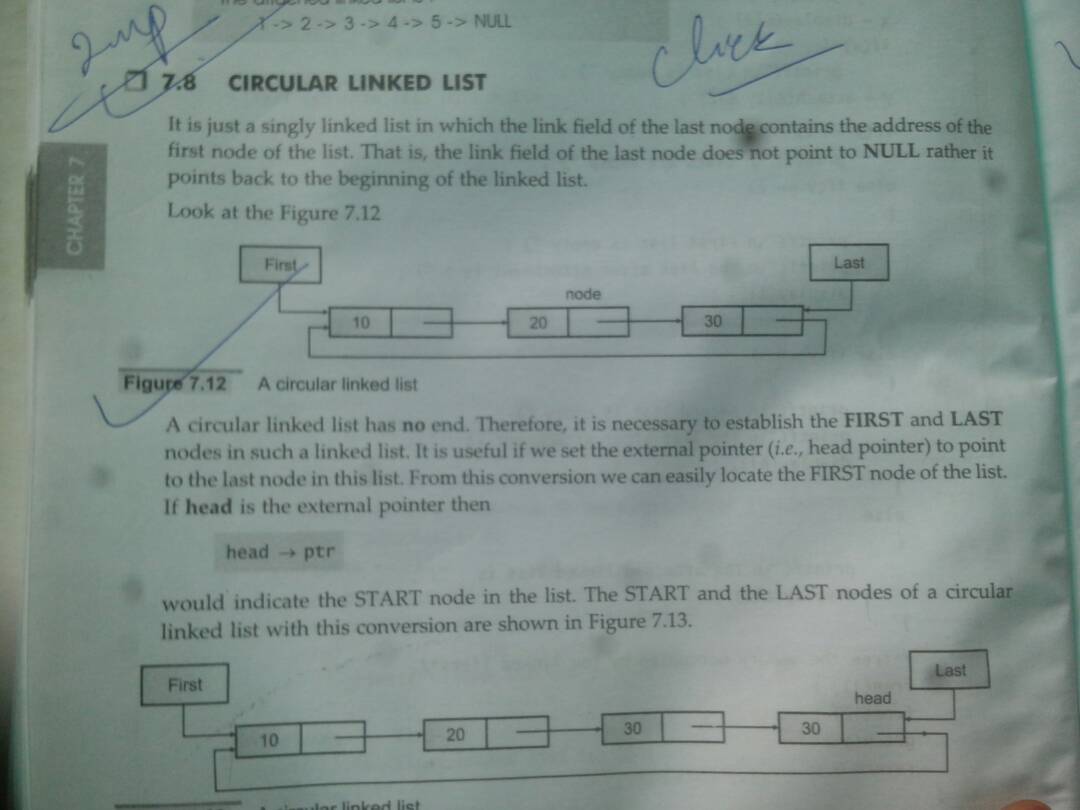 1 -> 2 -> 3 -> 4 -> 5 -> NULL
7.8 CIRCULAR LINKED LIST
It is just a singly linked list in which the link field of the last node contains the address of the
first node of the list. That is, the link field of the last node does not point to NULL rather it
points back to the beginning of the linked list.
Look at the Figure 7.12
CHAPTER 7
First
Last
node
10
20
30
Figure 7.12 A circular linked list
A circular linked list has no end. Therefore, it is necessary to establish the FIRST and LAST
nodes in such a linked list. It is useful if we set the external pointer (i.e., head pointer) to point
to the last node in this list. From this conversion we can easily locate the FIRST node of the list.
If head is the external pointer then
head → ptr
would indicate the START node in the list. The START and the LAST nodes of a circular
linked list with this conversion are shown in Figure 7.13.
First
Last
head
10
20
30
30
linked list